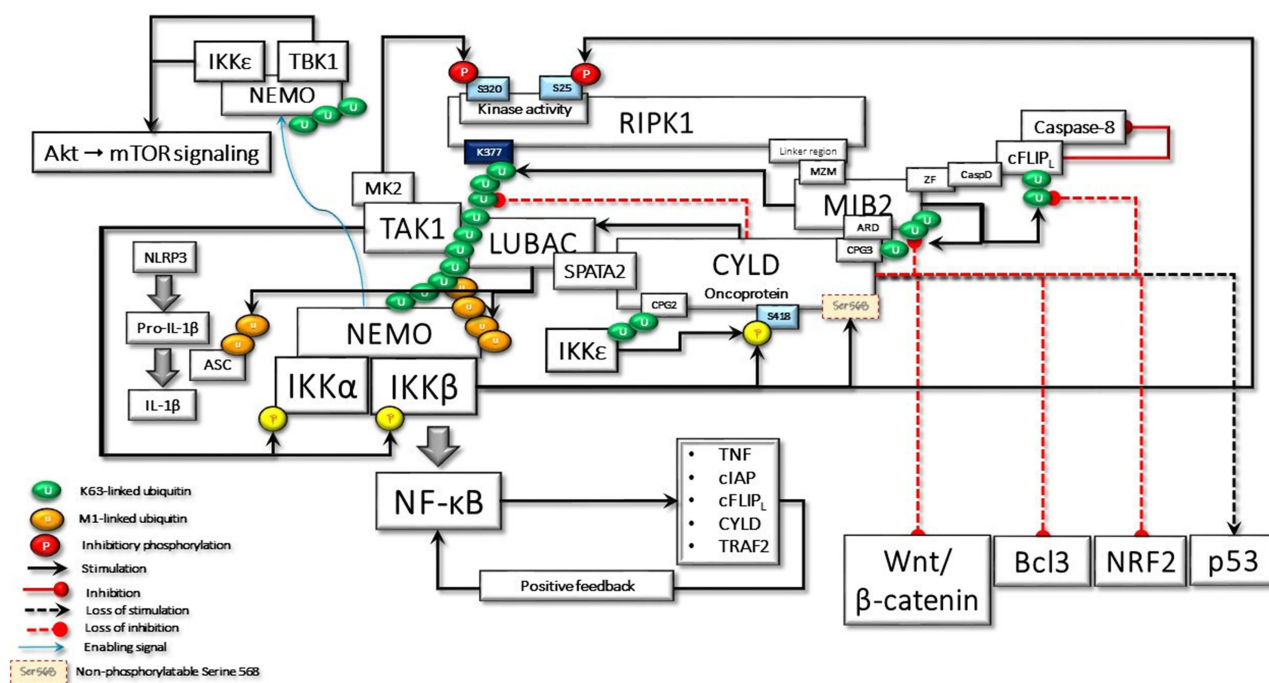 IKKε
TBK1
NEMO
U
U
U
Akt → mTOR signaling
P
P
S320
S25
Kinase activity
RIPK1
K377
Linker region
MZM
Caspase-8
cFLIPL
CaspD
ZF
MIB2
ARD
CPG3
U
U
U
U
U
MK2
TAK1
U
U
U
U
U
U
U
U
U
U
LUBAC
SPATA2
CYLD
Oncoprotein
CPG2
S418
Ser568
U
U
P
IKKε
NLRP3
Pro-IL-1β
IL-1β
ASC
u
u
NEMO
u
u
u
u
IKKα
IKKβ
P
P
NF-κB
• TNF
• cIAP
• cFLIPL
• CYLD
• TRAF2
Positive feedback
Wnt/
β-catenin
Bcl3
NRF2
p53
U K63-linked ubiquitin
u M1-linked ubiquitin
P Inhibitiory phosphorylation
Stimulation
Inhibition
Loss of stimulation
Loss of inhibition
Enabling signal
Ser568 Non-phosphorylatable Serine 568